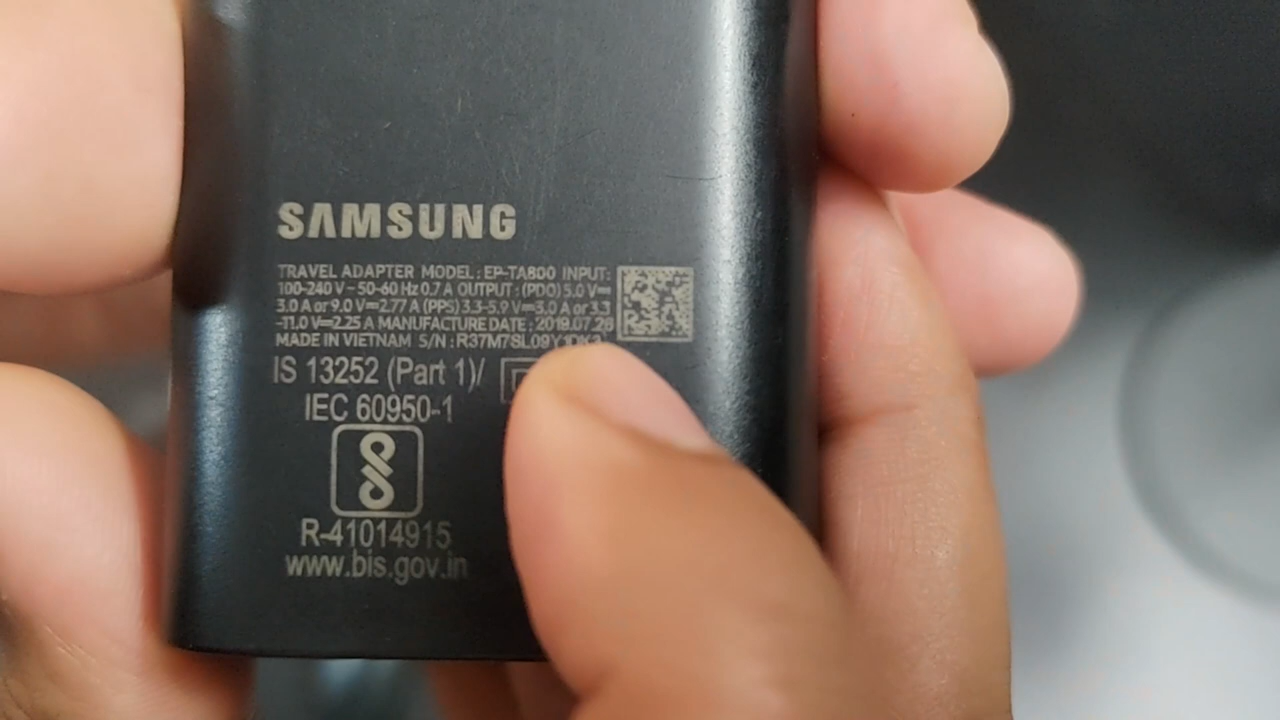 SAMSUNG
TRAVEL ADAPTER MODEL : EP-TA800 INPUT:
100-240 V ~ 50-60 Hz 0.7 A OUTPUT : (PDO) 5.0 V⎓
3.0 A or 9.0 V⎓2.77 A (PPS) 3.3-5.9 V⎓3.0 A or 3.3
-11.0 V⎓2.25 A MANUFACTURE DATE : 2019.07.26
MADE IN VIETNAM S/N :
IS 13252 (Part 1)/
IEC 60950-1
R-41014915
www.bis.gov.in